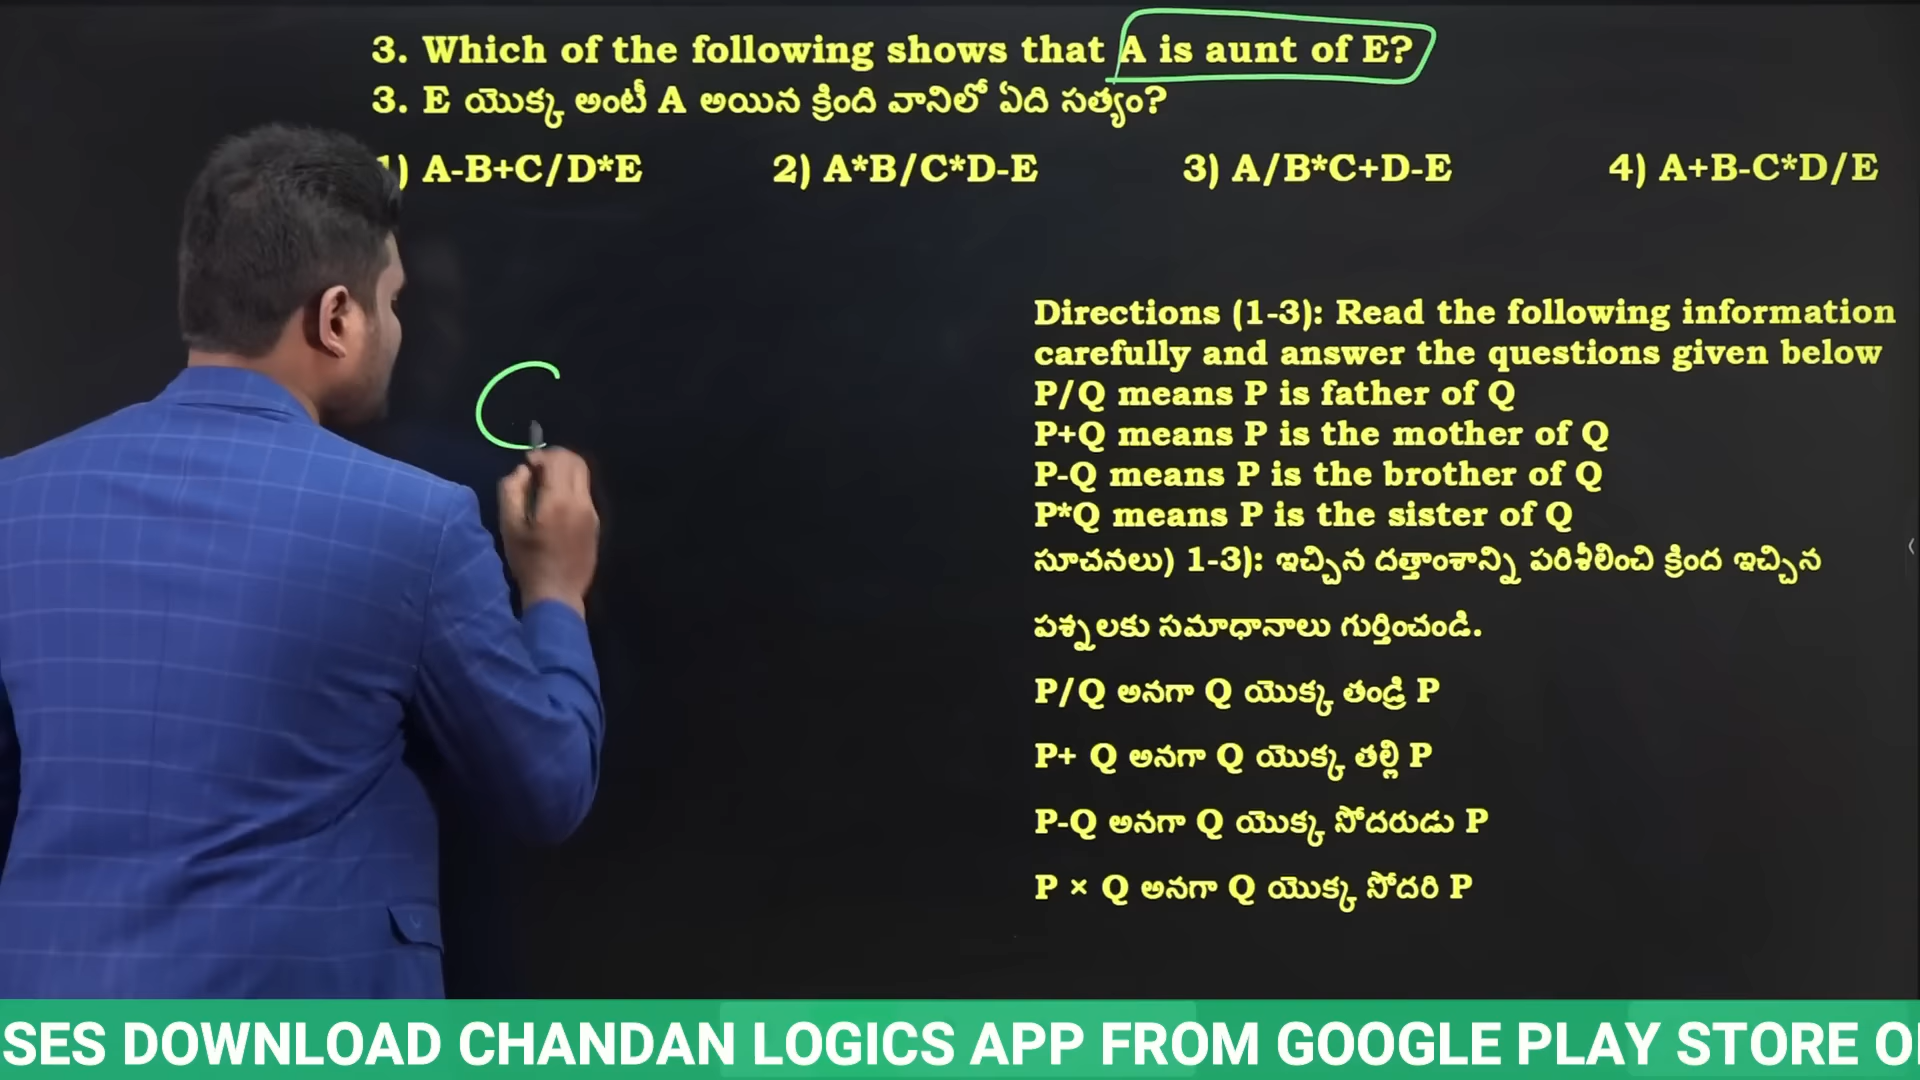 3. Which of the following shows that A is aunt of E?
3. E యొక్క అంటీ A అయిన క్రింది వానిలో ఏది సత్యం?
1) A-B+C/D*E 2) A*B/C*D-E 3) A/B*C+D-E 4) A+B-C*D/E
Directions (1-3): Read the following information
carefully and answer the questions given below
P/Q means P is father of Q
P+Q means P is the mother of Q
P-Q means P is the brother of Q
P*Q means P is the sister of Q
సూచనలు) 1-3): ఇచ్చిన దత్తాంశాన్ని పరిశీలించి క్రింద ఇచ్చిన
పశ్నలకు సమాధానాలు గుర్తించండి.
P/Q అనగా Q యొక్క తండ్రి P
P+ Q అనగా Q యొక్క తల్లి P
P-Q అనగా Q యొక్క సోదరుడు P
P × Q అనగా Q యొక్క సోదరి P
SES DOWNLOAD CHANDAN LOGICS APP FROM GOOGLE PLAY STORE O